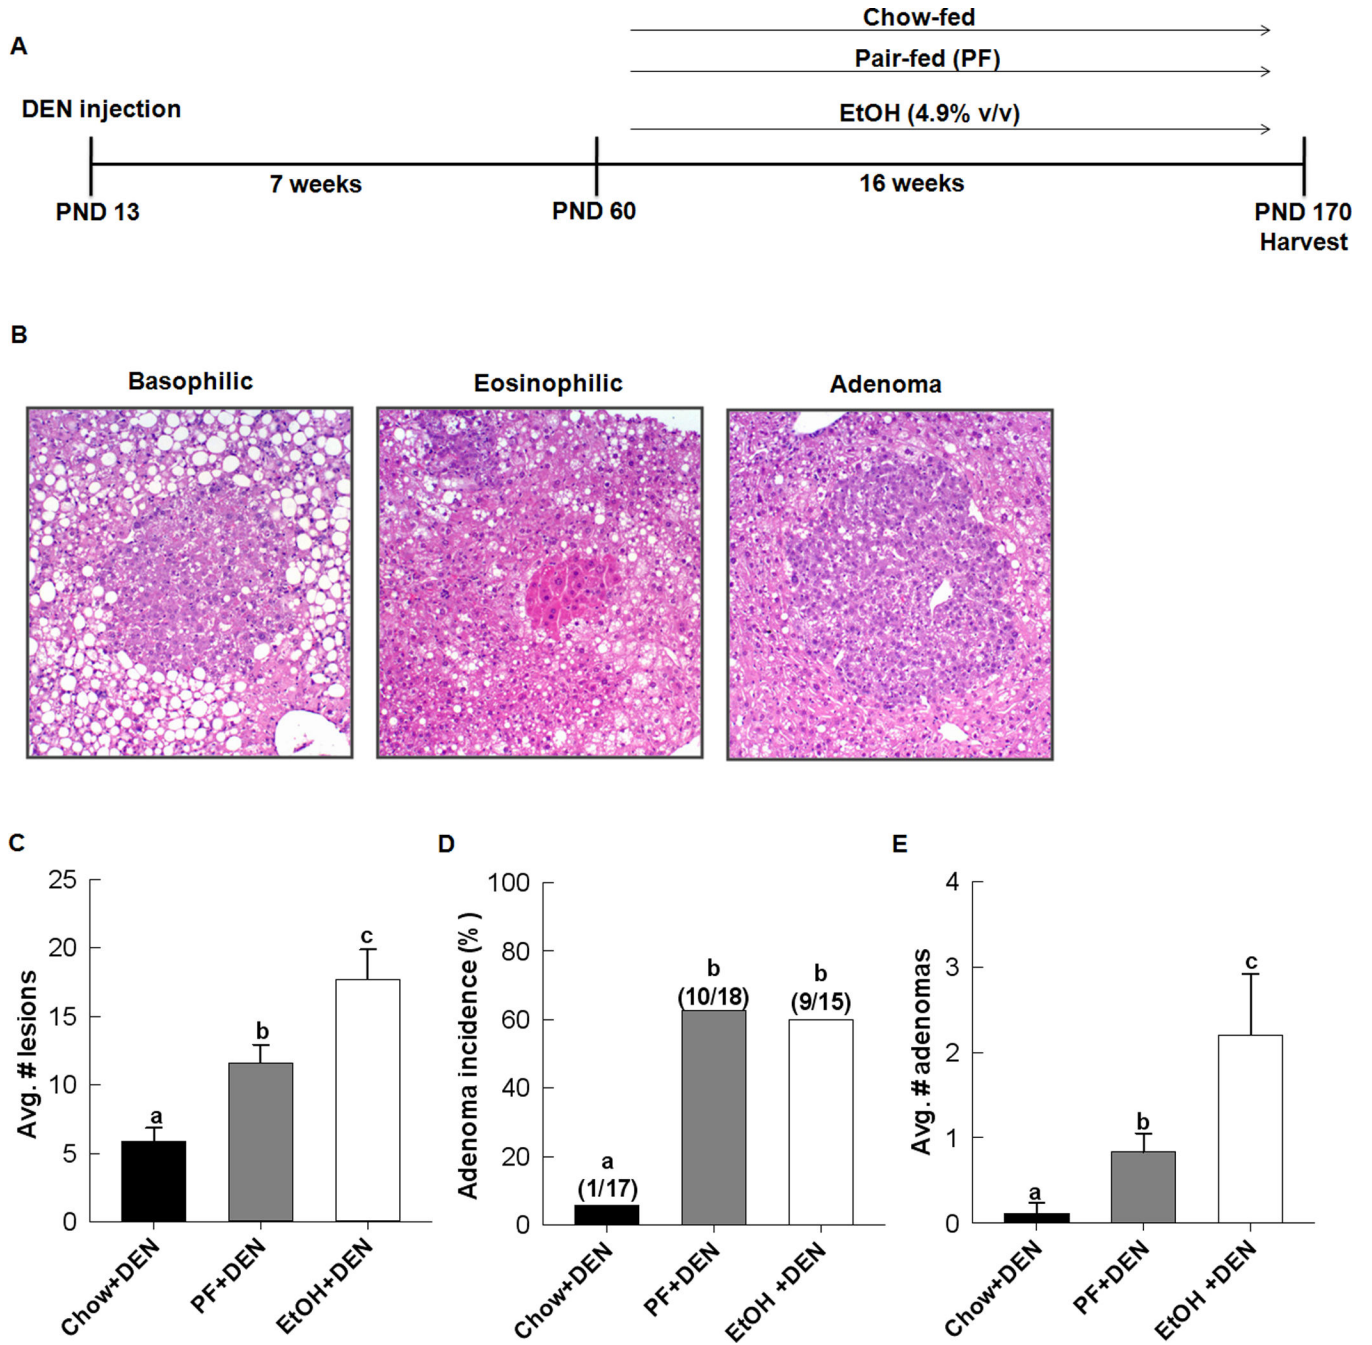 A
Chow-fed
Pair-fed (PF)
EtOH (4.9% v/v)
DEN injection
7 weeks
16 weeks
PND 13
PND 60
PND 170
Harvest
B
Basophilic
Eosinophilic
Adenoma
C
Avg. # lesions
25
20
15
10
5
0
a
b
c
Chow+DEN
PF+DEN
EtOH+DEN
D
Adenoma incidence (% )
100
80
60
40
20
0
a
(1/17)
b
(10/18)
b
(9/15)
Chow+DEN
PF+DEN
EtOH +DEN
E
Avg. # adenomas
4
3
2
1
0
a
b
c
Chow+DEN
PF+DEN
EtOH +DEN